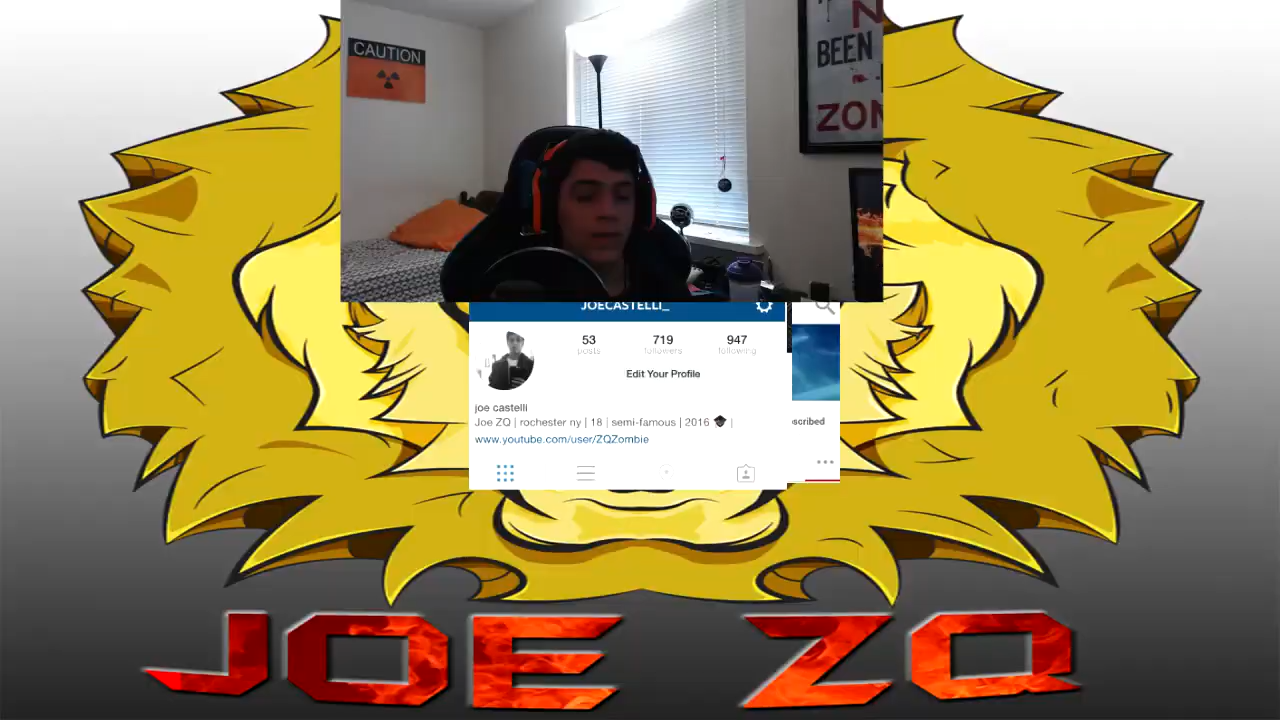 CAUTION
N
BEEN
ZOM
JOECASTELLI_
53 719 947
posts followers following
Edit Your Profile
joe castelli
Joe ZQ | rochester ny | 18 | semi-famous | 2016 🎓 |
www.youtube.com/user/ZQZombie
scribed
JOE ZQ